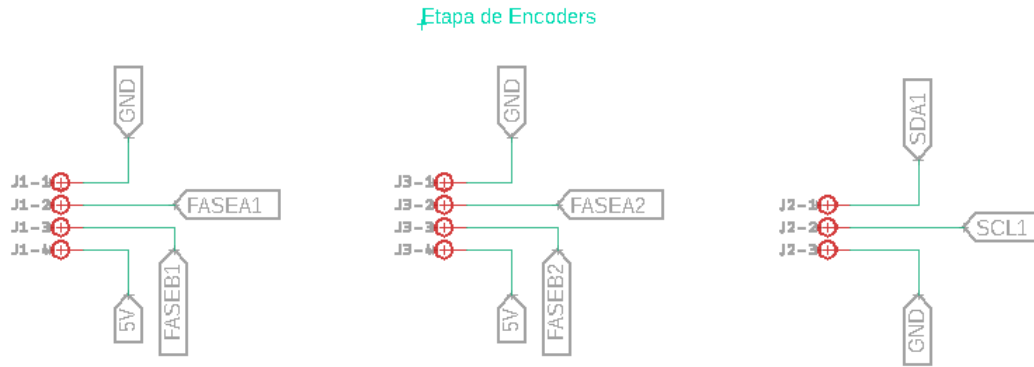 Etapa de Encoders
GND
J1-1
J1-2
FASEA1
J1-3
J1-4
5V
FASEB1
GND
J3-1
J3-2
FASEA2
J3-3
J3-4
5V
FASEB2
SDA1
J2-1
J2-2
SCL1
J2-3
GND